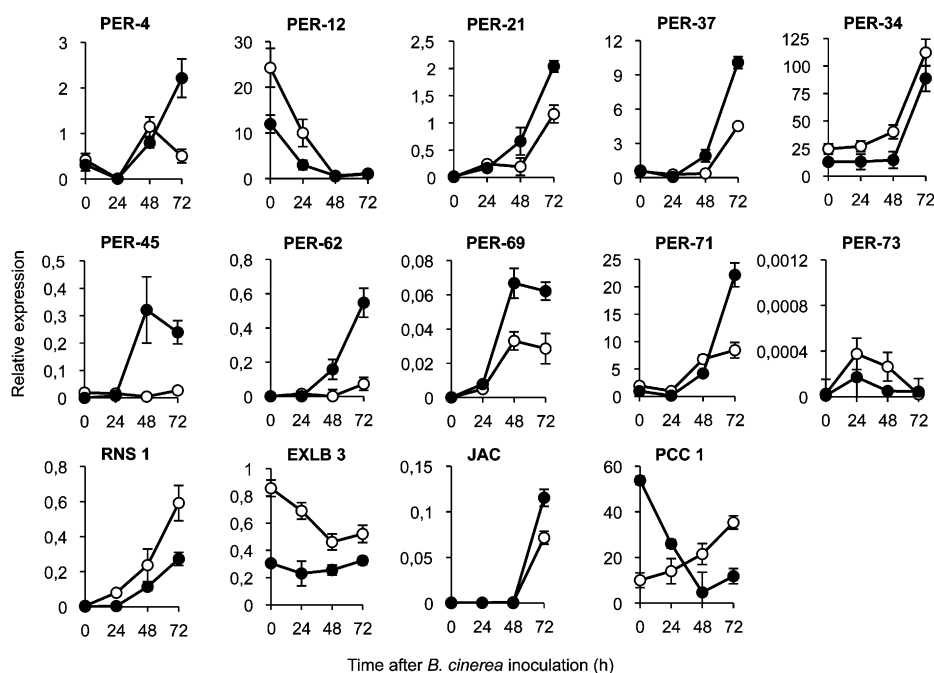 PER-4 PER-12 PER-21 PER-37 PER-34
3 30 2,5 12 125
2 20 2 9 100
1 10 1,5 6 75
0 0 1 3 50
0,5 0 25
0 0
0 24 48 72 0 24 48 72 0 24 48 72 0 24 48 72 0 24 48 72
PER-45 PER-62 PER-69 PER-71 PER-73
0,5 0,8 0,08 25 0,0012
0,4 0,6 0,06 20 0,0008
0,3 0,4 0,04 15 0,0004
0,2 0,2 0,02 10 0
0,1 0 0 5
0 0
0 24 48 72 0 24 48 72 0 24 48 72 0 24 48 72 0 24 48 72
Relative expression
RNS 1 EXLB 3 JAC PCC 1
0,8 1 0,15 60
0,6 0,8 0,1 40
0,4 0,6 0,05 20
0,2 0,4 0 0
0 0,2
0
0 24 48 72 0 24 48 72 0 24 48 72 0 24 48 72
Time after B. cinerea inoculation (h)